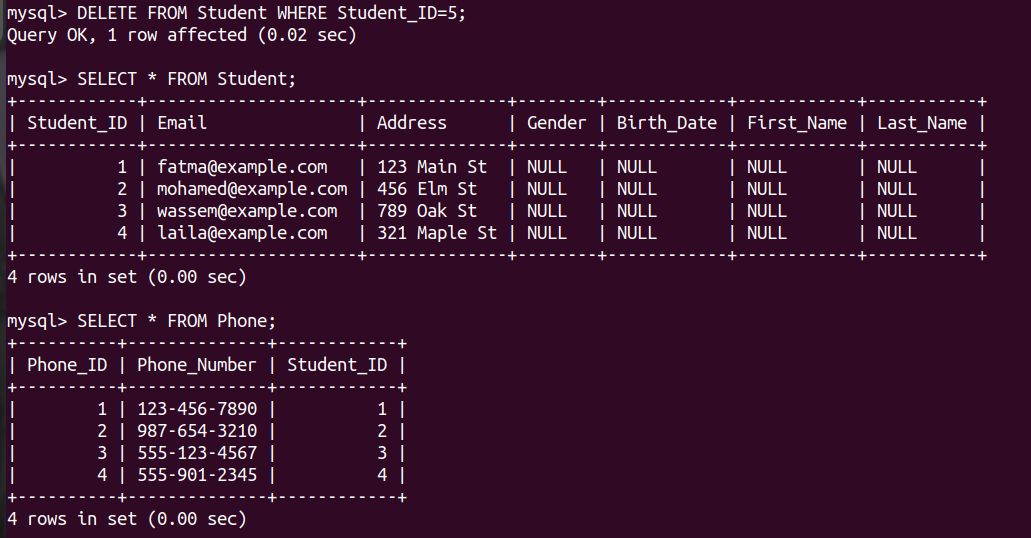 mysql> DELETE FROM Student WHERE Student_ID=5;
Query OK, 1 row affected (0.02 sec)
mysql> SELECT * FROM Student;
+------------+---------------------+--------------+--------+------------+------------+-----------+
| Student_ID | Email               | Address      | Gender | Birth_Date | First_Name | Last_Name |
+------------+---------------------+--------------+--------+------------+------------+-----------+
|          1 | fatma@example.com   | 123 Main St  | NULL   | NULL       | NULL       | NULL      |
|          2 | mohamed@example.com | 456 Elm St   | NULL   | NULL       | NULL       | NULL      |
|          3 | wassem@example.com  | 789 Oak St   | NULL   | NULL       | NULL       | NULL      |
|          4 | laila@example.com   | 321 Maple St | NULL   | NULL       | NULL       | NULL      |
+------------+---------------------+--------------+--------+------------+------------+-----------+
4 rows in set (0.00 sec)
mysql> SELECT * FROM Phone;
+----------+--------------+------------+
| Phone_ID | Phone_Number | Student_ID |
+----------+--------------+------------+
|        1 | 123-456-7890 |          1 |
|        2 | 987-654-3210 |          2 |
|        3 | 555-123-4567 |          3 |
|        4 | 555-901-2345 |          4 |
+----------+--------------+------------+
4 rows in set (0.00 sec)